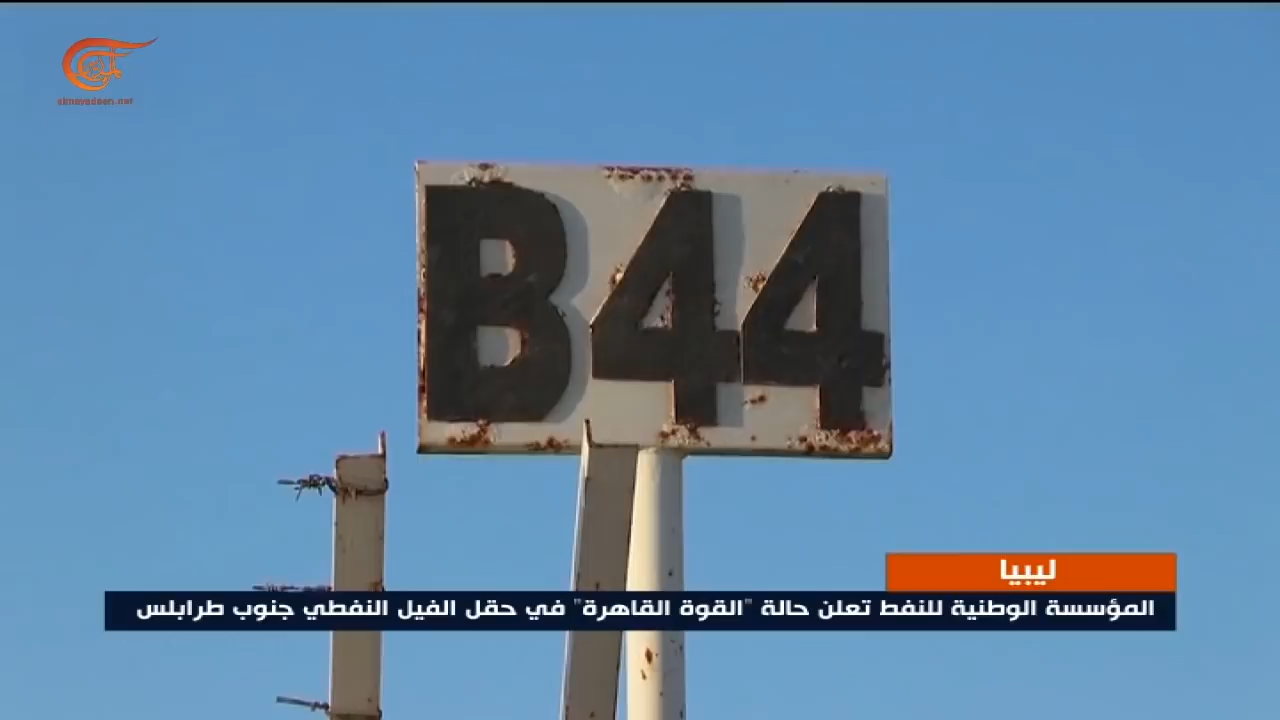 almayadeen.net
B44
ليبيا
المؤسسة الوطنية للنفط تعلن حالة "القوة القاهرة" في حقل الفيل النفطي جنوب طرابلس